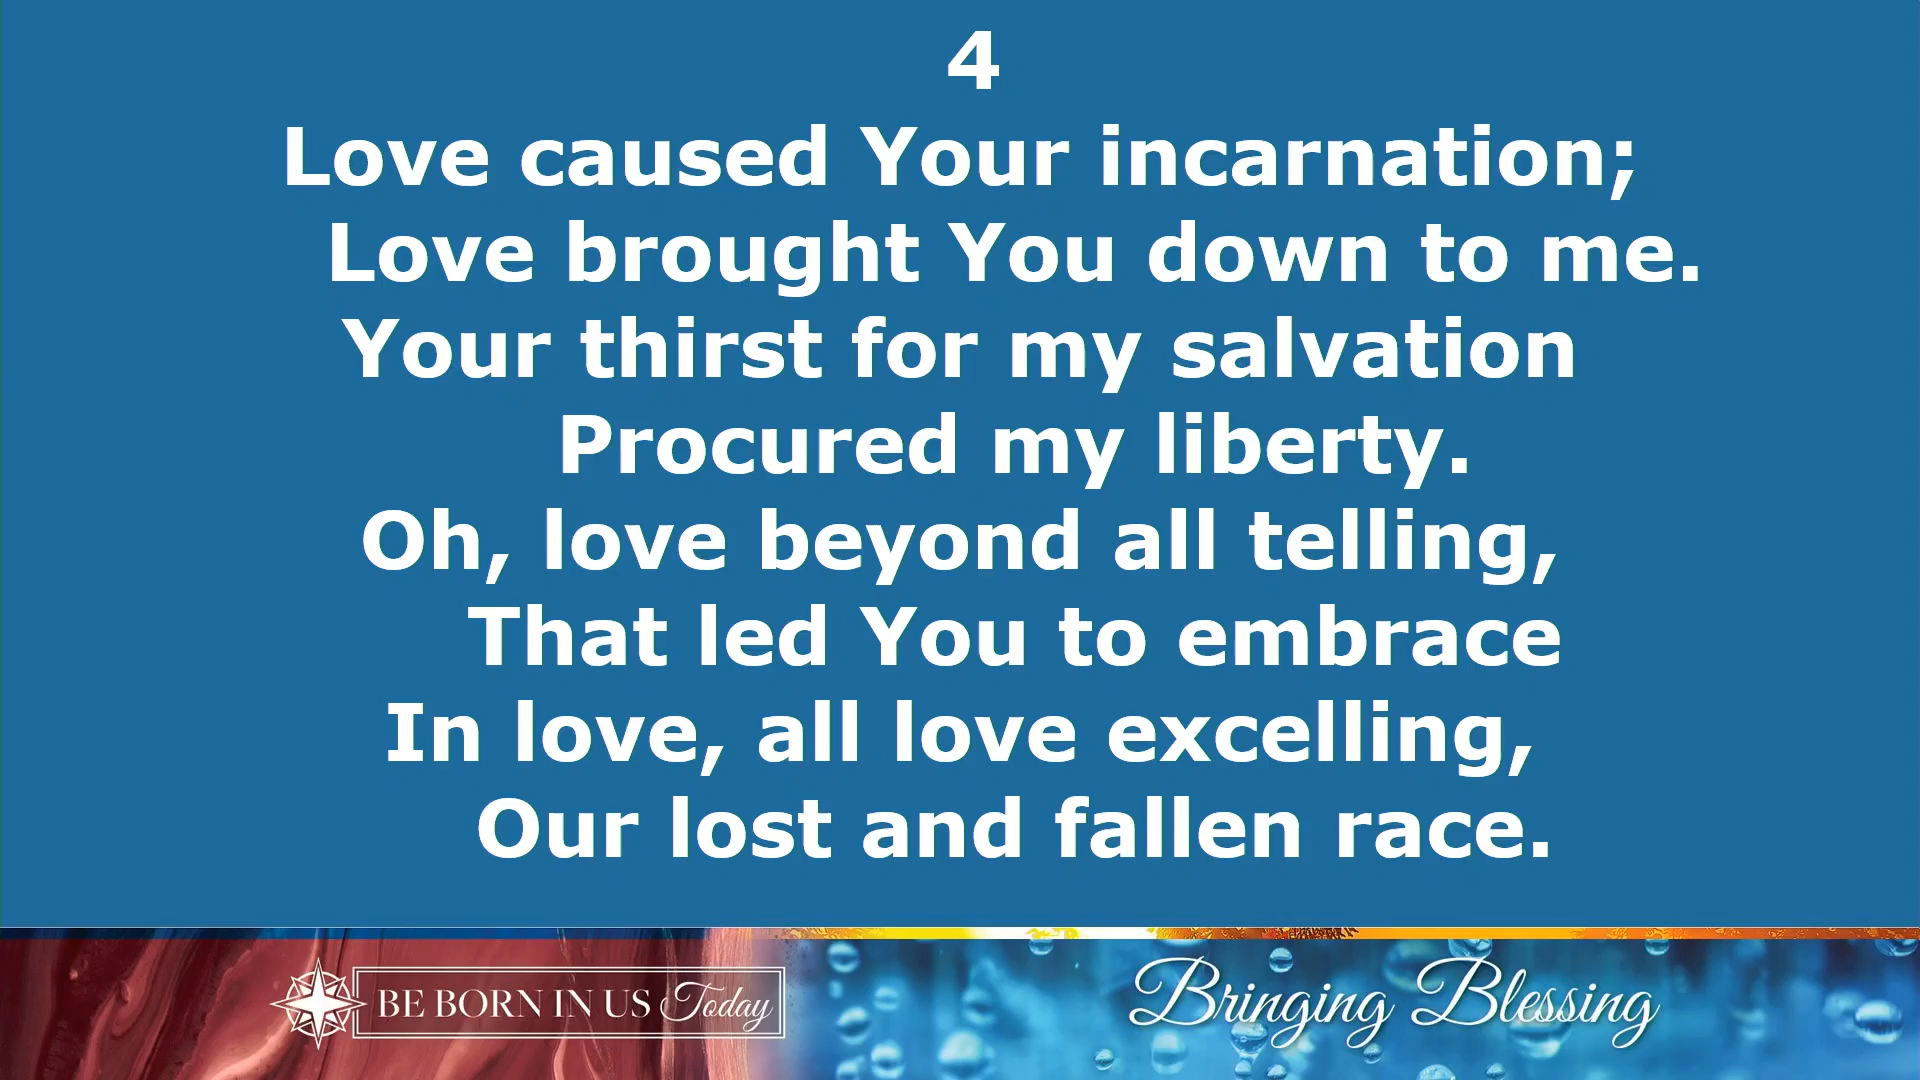 4
Love caused Your incarnation;
Love brought You down to me.
Your thirst for my salvation
Procured my liberty.
Oh, love beyond all telling,
That led You to embrace
In love, all love excelling,
Our lost and fallen race.
BE BORN IN US Today
Bringing Blessing